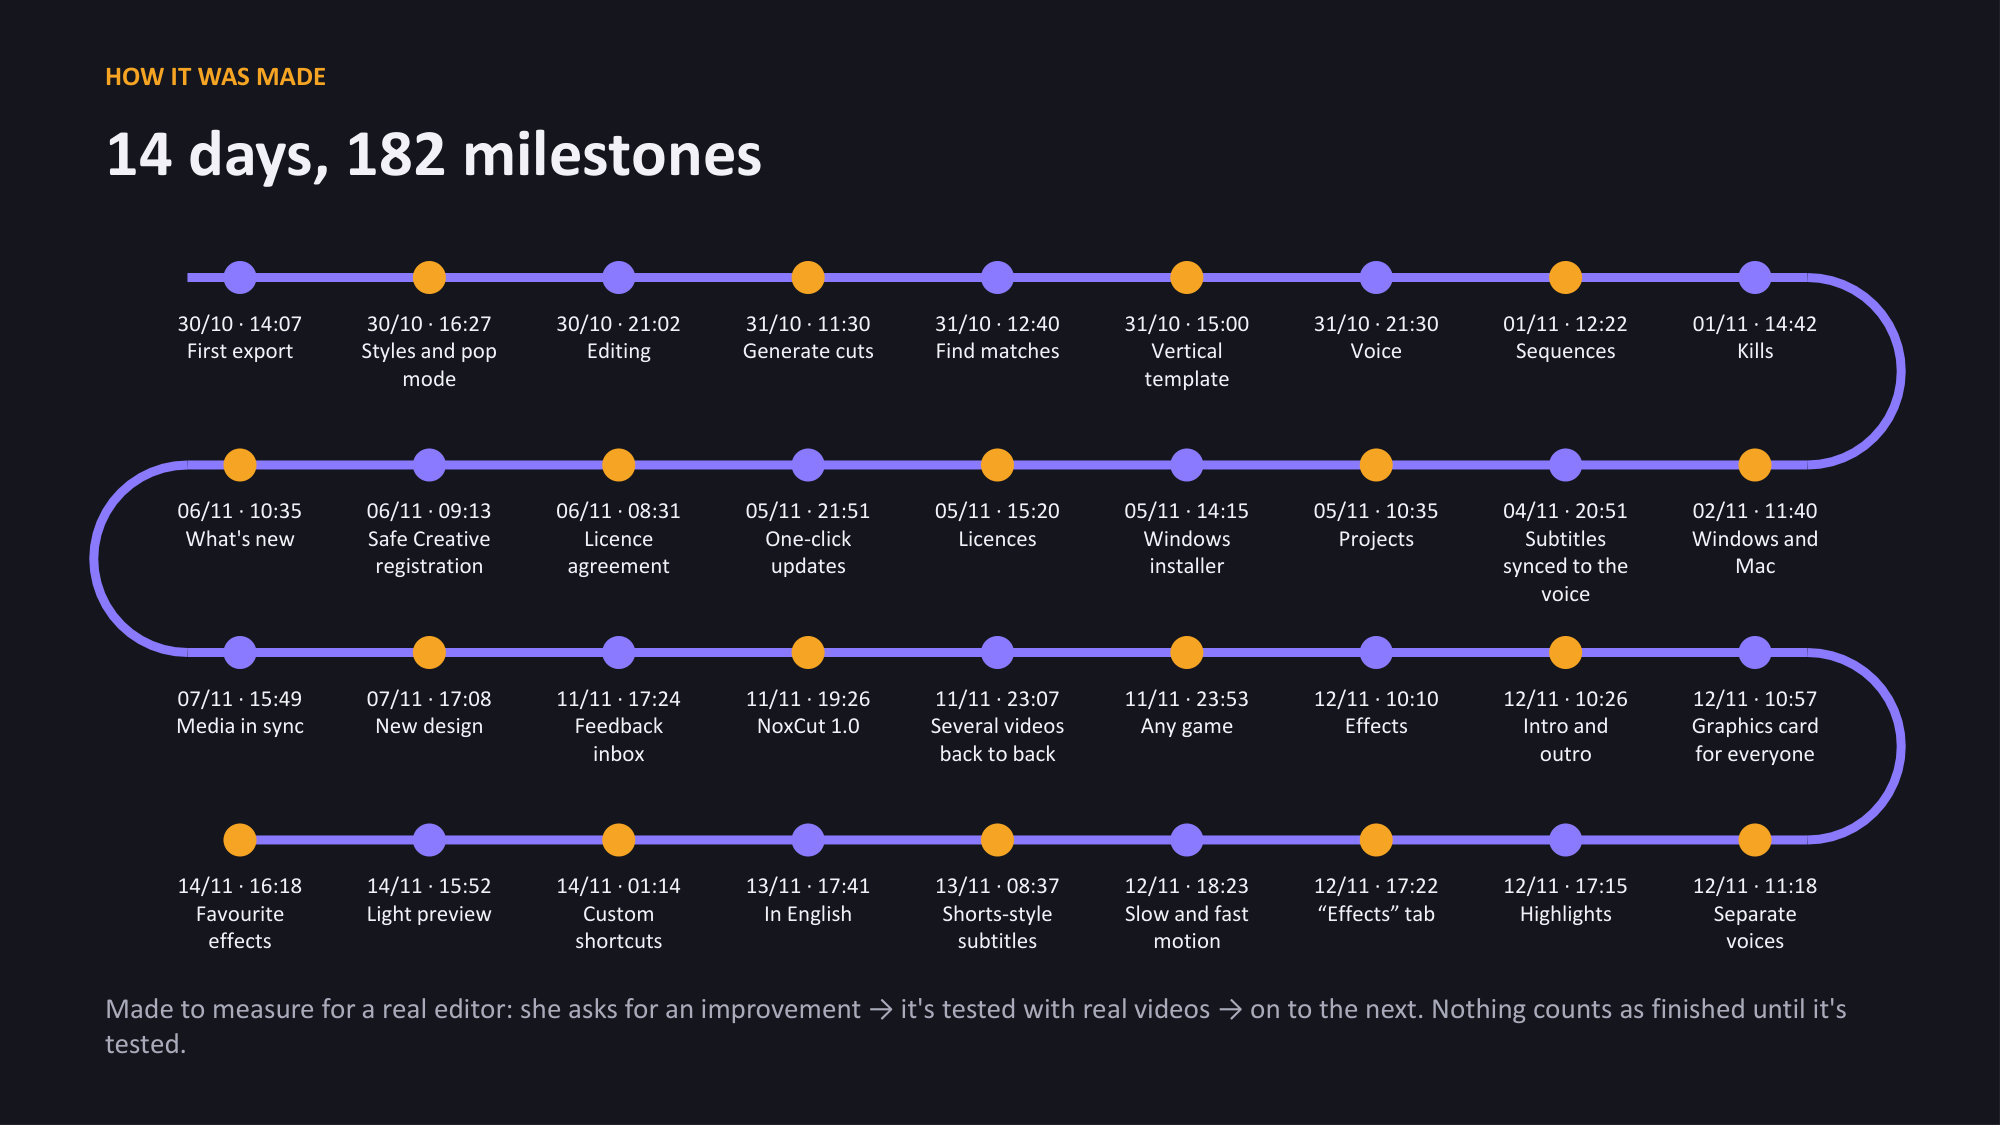 HOW IT WAS MADE
14 days, 182 milestones
30/10 · 14:07
First export
30/10 · 16:27
Styles and pop
mode
30/10 · 21:02
Editing
31/10 · 11:30
Generate cuts
31/10 · 12:40
Find matches
31/10 · 15:00
Vertical
template
31/10 · 21:30
Voice
01/11 · 12:22
Sequences
01/11 · 14:42
Kills
06/11 · 10:35
What's new
06/11 · 09:13
Safe Creative
registration
06/11 · 08:31
Licence
agreement
05/11 · 21:51
One-click
updates
05/11 · 15:20
Licences
05/11 · 14:15
Windows
installer
05/11 · 10:35
Projects
04/11 · 20:51
Subtitles
synced to the
voice
02/11 · 11:40
Windows and
Mac
07/11 · 15:49
Media in sync
07/11 · 17:08
New design
11/11 · 17:24
Feedback
inbox
11/11 · 19:26
NoxCut 1.0
11/11 · 23:07
Several videos
back to back
11/11 · 23:53
Any game
12/11 · 10:10
Effects
12/11 · 10:26
Intro and
outro
12/11 · 10:57
Graphics card
for everyone
14/11 · 16:18
Favourite
effects
14/11 · 15:52
Light preview
14/11 · 01:14
Custom
shortcuts
13/11 · 17:41
In English
13/11 · 08:37
Shorts-style
subtitles
12/11 · 18:23
Slow and fast
motion
12/11 · 17:22
“Effects” tab
12/11 · 17:15
Highlights
12/11 · 11:18
Separate
voices
Made to measure for a real editor: she asks for an improvement → it's tested with real videos → on to the next. Nothing counts as finished until it's
tested.